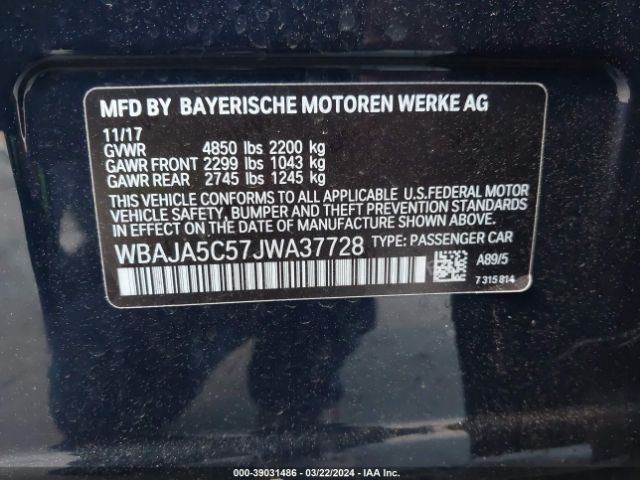 MFD BY BAYERISCHE MOTOREN WERKE AG
11/17
GVWR 4850 lbs 2200 kg
GAWR FRONT 2299 lbs 1043 kg
GAWR REAR 2745 lbs 1245 kg
THIS VEHICLE CONFORMS TO ALL APPLICABLE U.S.FEDERAL MOTOR
VEHICLE SAFETY, BUMPER AND THEFT PREVENTION STANDARDS
IN EFFECT ON THE DATE OF MANUFACTURE SHOWN ABOVE.
WBAJA5C57JWA37728 TYPE: PASSENGER CAR
A89/5
7315814
000-39031486 - 03/22/2024 - IAA Inc.